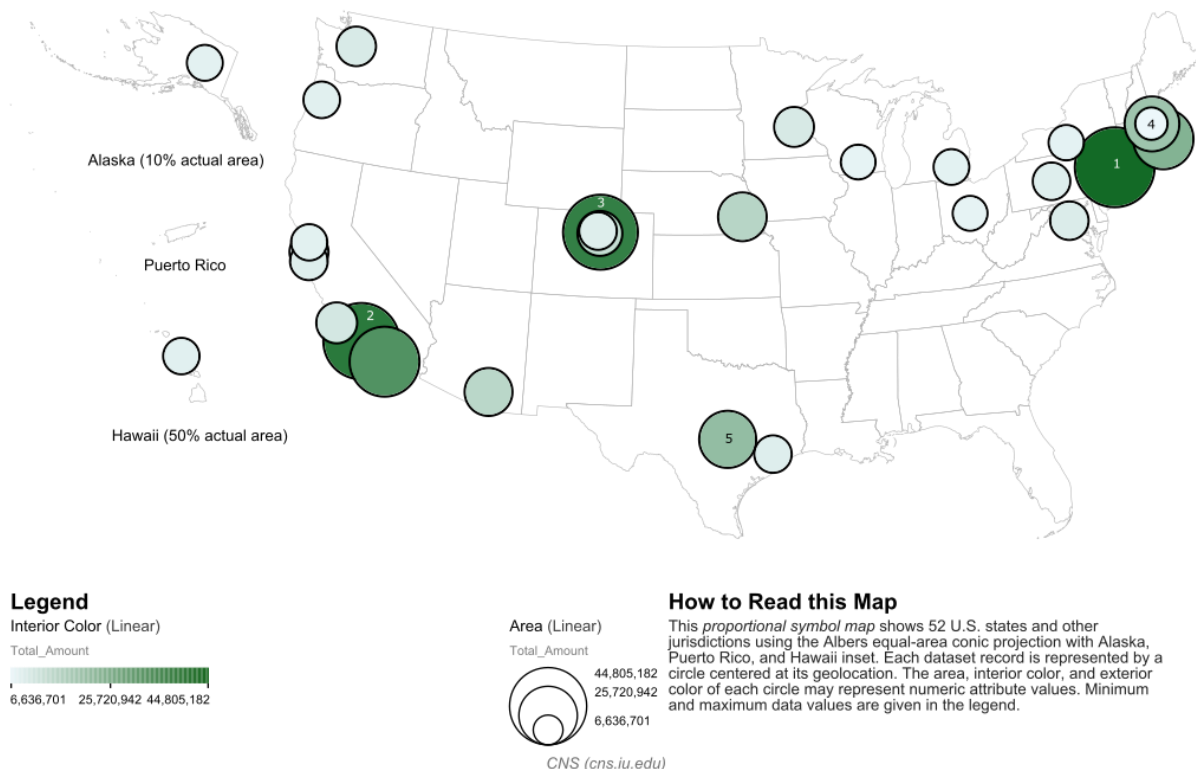 3
4
1
Alaska (10% actual area)
Puerto Rico
2
Hawaii (50% actual area)
5
Legend
Interior Color (Linear)
Total_Amount
6,636,701 25,720,942 44,805,182
Area (Linear)
Total_Amount
44,805,182
25,720,942
6,636,701
CNS (cns.iu.edu)
How to Read this Map
This proportional symbol map shows 52 U.S. states and other
jurisdictions using the Albers equal-area conic projection with Alaska,
Puerto Rico, and Hawaii inset. Each dataset record is represented by a
circle centered at its geolocation. The area, interior color, and exterior
color of each circle may represent numeric attribute values. Minimum
and maximum data values are given in the legend.